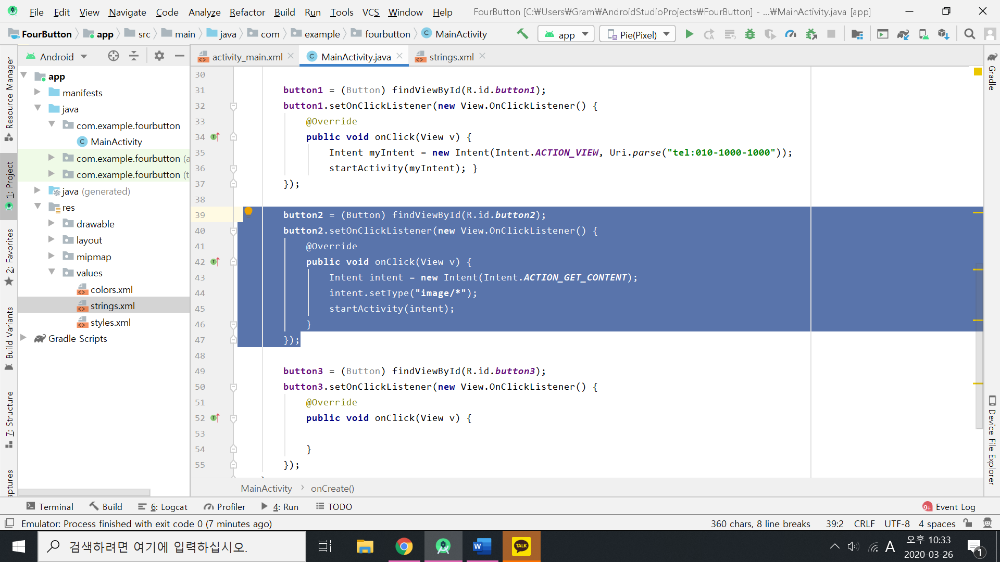 File Edit View Navigate Code Analyze Refactor Build Run Tools VCS Window Help FourButton [C:₩Users₩Gram₩AndroidStudioProjects₩FourButton] - ...₩MainActivity.java [app]
FourButton app src main java com example fourbutton MainActivity app Pie(Pixel)
Android
activity_main.xml MainActivity.java strings.xml
Resource Manager
1: Project
2: Favorites
Build Variants
7: Structure
aptures
app
manifests
java
com.example.fourbutton
MainActivity
com.example.fourbutton (a
com.example.fourbutton (t
java (generated)
res
drawable
layout
mipmap
values
colors.xml
strings.xml
styles.xml
Gradle Scripts
30
31 button1 = (Button) findViewById(R.id.button1);
32 button1.setOnClickListener(new View.OnClickListener() {
33 @Override
34 public void onClick(View v) {
35 Intent myIntent = new Intent(Intent.ACTION_VIEW, Uri.parse("tel:010-1000-1000"));
36 startActivity(myIntent); }
37 });
38
39 button2 = (Button) findViewById(R.id.button2);
40 button2.setOnClickListener(new View.OnClickListener() {
41 @Override
42 public void onClick(View v) {
43 Intent intent = new Intent(Intent.ACTION_GET_CONTENT);
44 intent.setType("image/*");
45 startActivity(intent);
46 }
47 });
48
49 button3 = (Button) findViewById(R.id.button3);
50 button3.setOnClickListener(new View.OnClickListener() {
51 @Override
52 public void onClick(View v) {
53
54 }
55 });
MainActivity › onCreate()
Gradle
Device File Explorer
Terminal Build 6: Logcat Profiler 4: Run TODO 9+ Event Log
Emulator: Process finished with exit code 0 (7 minutes ago) 360 chars, 8 line breaks 39:2 CRLF UTF-8 4 spaces
검색하려면 여기에 입력하십시오.
W
TALK
A
오후 10:33
2020-03-26
1